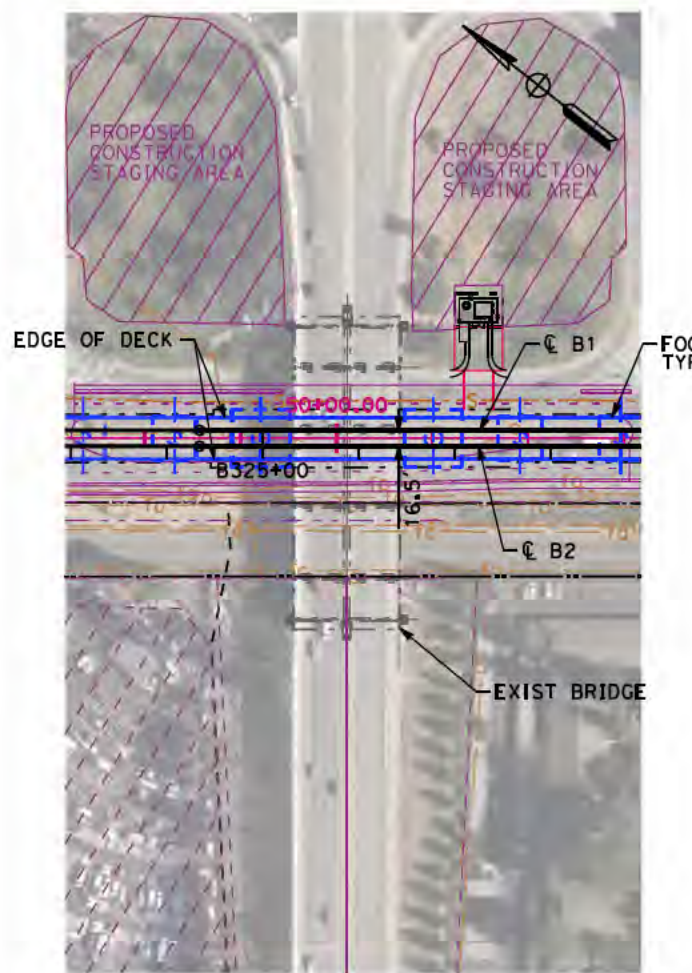 PROPOSED
CONSTRUCTION
STAGING AREA
PROPOSED
CONSTRUCTION
STAGING AREA
EDGE OF DECK
℄ B1
FOO
TYP
50+00.00
B325+00
16.5
℄ B2
EXIST BRIDGE